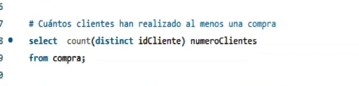 # Cuántos clientes han realizado al menos una compra
select count(distinct idCliente) numeroClientes
from compra;